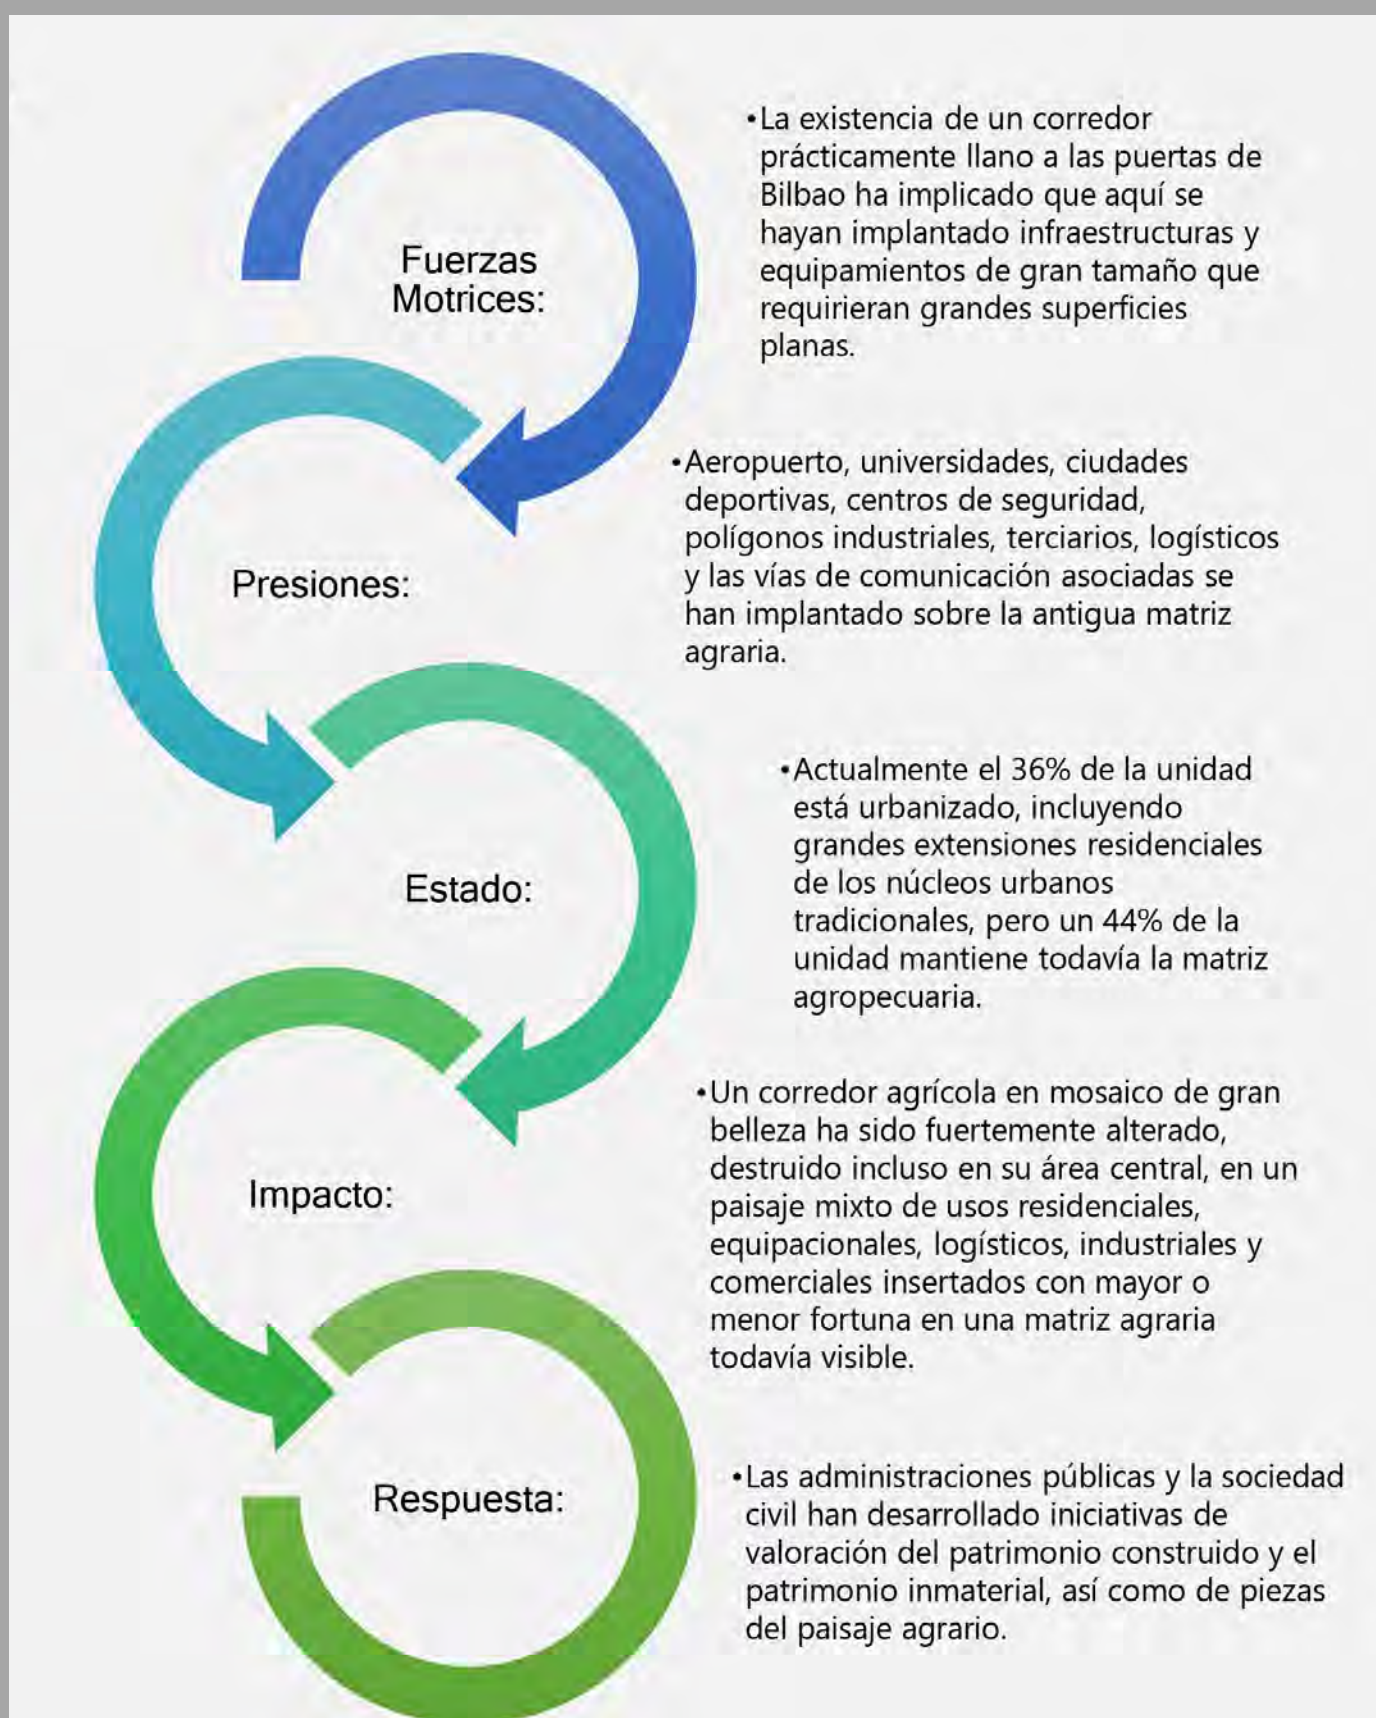 Fuerzas
Motrices:
•La existencia de un corredor
prácticamente llano a las puertas de
Bilbao ha implicado que aquí se
hayan implantado infraestructuras y
equipamientos de gran tamaño que
requirieran grandes superficies
planas.
Presiones:
•Aeropuerto, universidades, ciudades
deportivas, centros de seguridad,
polígonos industriales, terciarios, logísticos
y las vías de comunicación asociadas se
han implantado sobre la antigua matriz
agraria.
Estado:
•Actualmente el 36% de la unidad
está urbanizado, incluyendo
grandes extensiones residenciales
de los núcleos urbanos
tradicionales, pero un 44% de la
unidad mantiene todavía la matriz
agropecuaria.
Impacto:
•Un corredor agrícola en mosaico de gran
belleza ha sido fuertemente alterado,
destruido incluso en su área central, en un
paisaje mixto de usos residenciales,
equipacionales, logísticos, industriales y
comerciales insertados con mayor o
menor fortuna en una matriz agraria
todavía visible.
Respuesta:
•Las administraciones públicas y la sociedad
civil han desarrollado iniciativas de
valoración del patrimonio construido y el
patrimonio inmaterial, así como de piezas
del paisaje agrario.